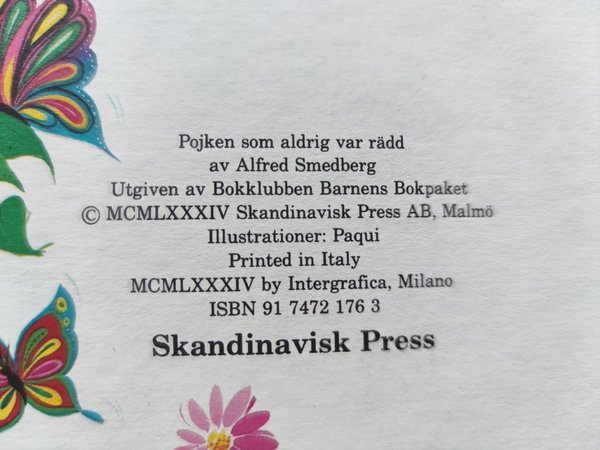 Pojken som aldrig var rädd
av Alfred Smedberg
Utgiven av Bokklubben Barnens Bokpaket
© MCMLXXXIV Skandinavisk Press AB, Malmö
Illustrationer: Paqui
Printed in Italy
MCMLXXXIV by Intergrafica, Milano
ISBN 91 7472 176 3
Skandinavisk Press